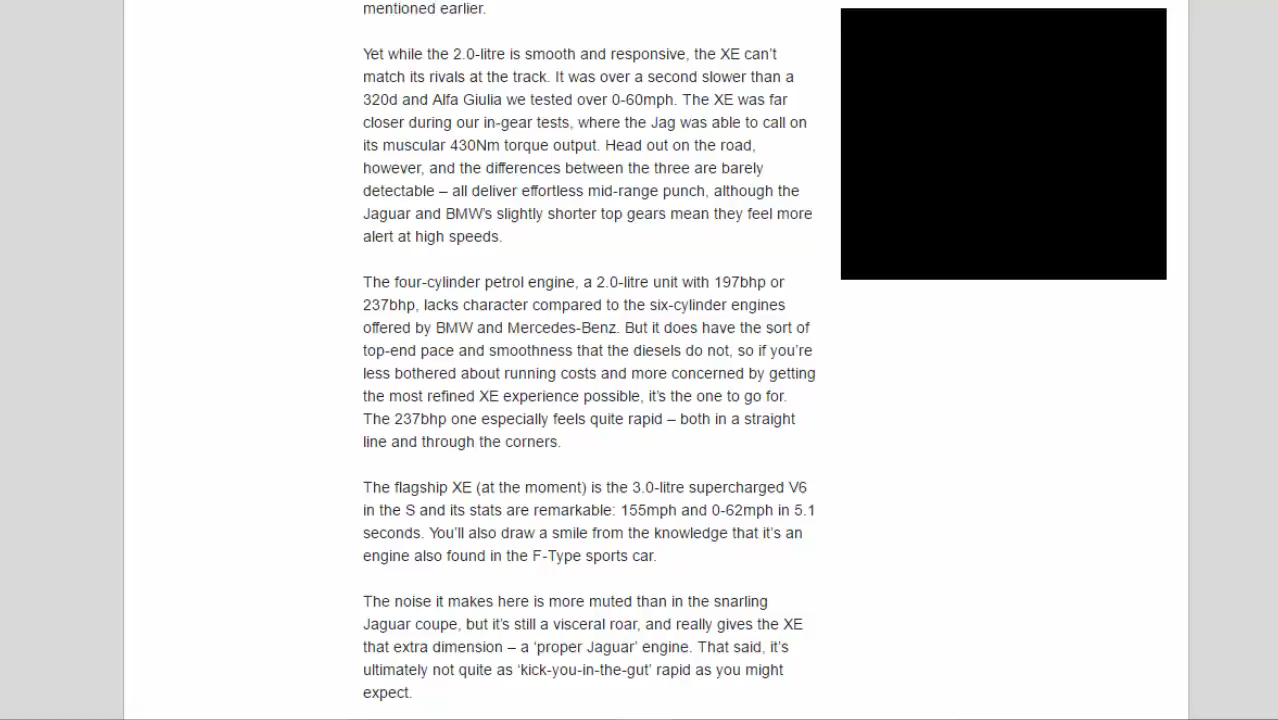 mentioned earlier.
Yet while the 2.0-litre is smooth and responsive, the XE can’t
match its rivals at the track. It was over a second slower than a
320d and Alfa Giulia we tested over 0-60mph. The XE was far
closer during our in-gear tests, where the Jag was able to call on
its muscular 430Nm torque output. Head out on the road,
however, and the differences between the three are barely
detectable – all deliver effortless mid-range punch, although the
Jaguar and BMW’s slightly shorter top gears mean they feel more
alert at high speeds.
The four-cylinder petrol engine, a 2.0-litre unit with 197bhp or
237bhp, lacks character compared to the six-cylinder engines
offered by BMW and Mercedes-Benz. But it does have the sort of
top-end pace and smoothness that the diesels do not, so if you’re
less bothered about running costs and more concerned by getting
the most refined XE experience possible, it’s the one to go for.
The 237bhp one especially feels quite rapid – both in a straight
line and through the corners.
The flagship XE (at the moment) is the 3.0-litre supercharged V6
in the S and its stats are remarkable: 155mph and 0-62mph in 5.1
seconds. You’ll also draw a smile from the knowledge that it’s an
engine also found in the F-Type sports car.
The noise it makes here is more muted than in the snarling
Jaguar coupe, but it’s still a visceral roar, and really gives the XE
that extra dimension – a ‘proper Jaguar’ engine. That said, it’s
ultimately not quite as ‘kick-you-in-the-gut’ rapid as you might
expect.